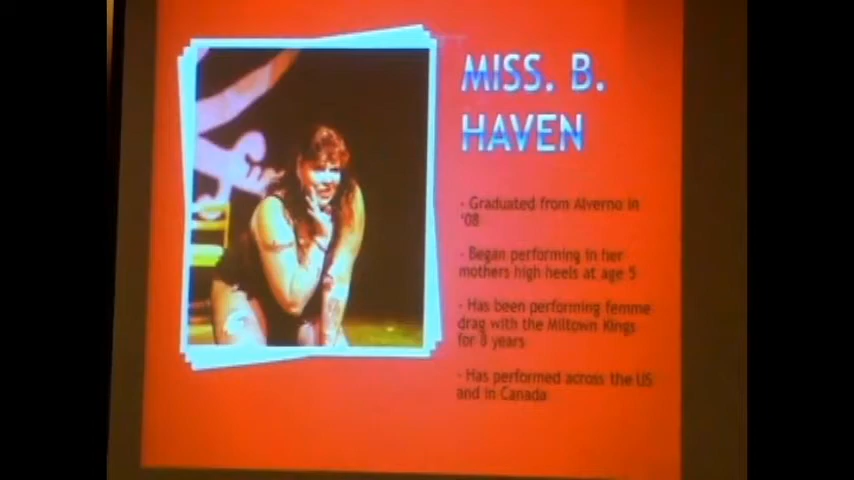 MISS. B.
HAVEN
- Graduated from Alverno in
'08
- Began performing in her
mothers high heels at age 5
- Has been performing femme
drag with the Miltown Kings
for 8 years
- Has performed across the US
and in Canada